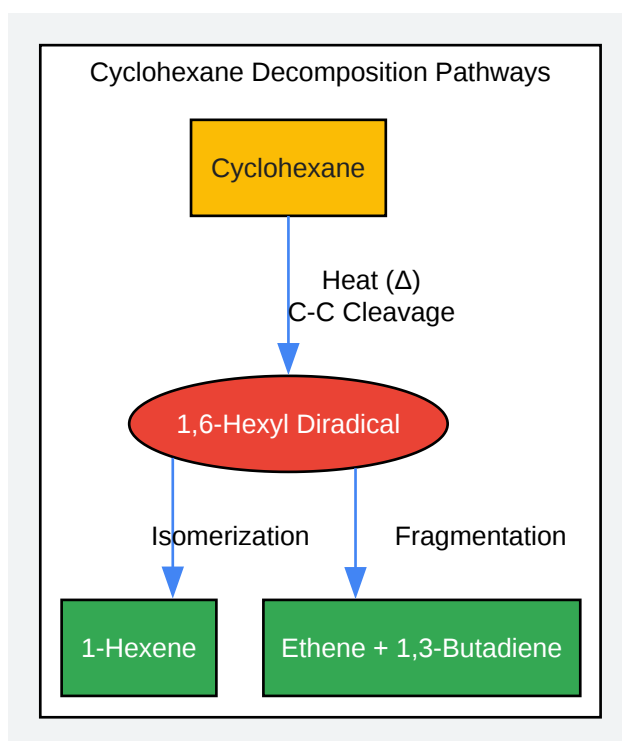 Cyclohexane Decomposition Pathways
Cyclohexane
Heat (Δ)
C-C Cleavage
1,6-Hexyl Diradical
Isomerization
Fragmentation
1-Hexene
Ethene + 1,3-Butadiene